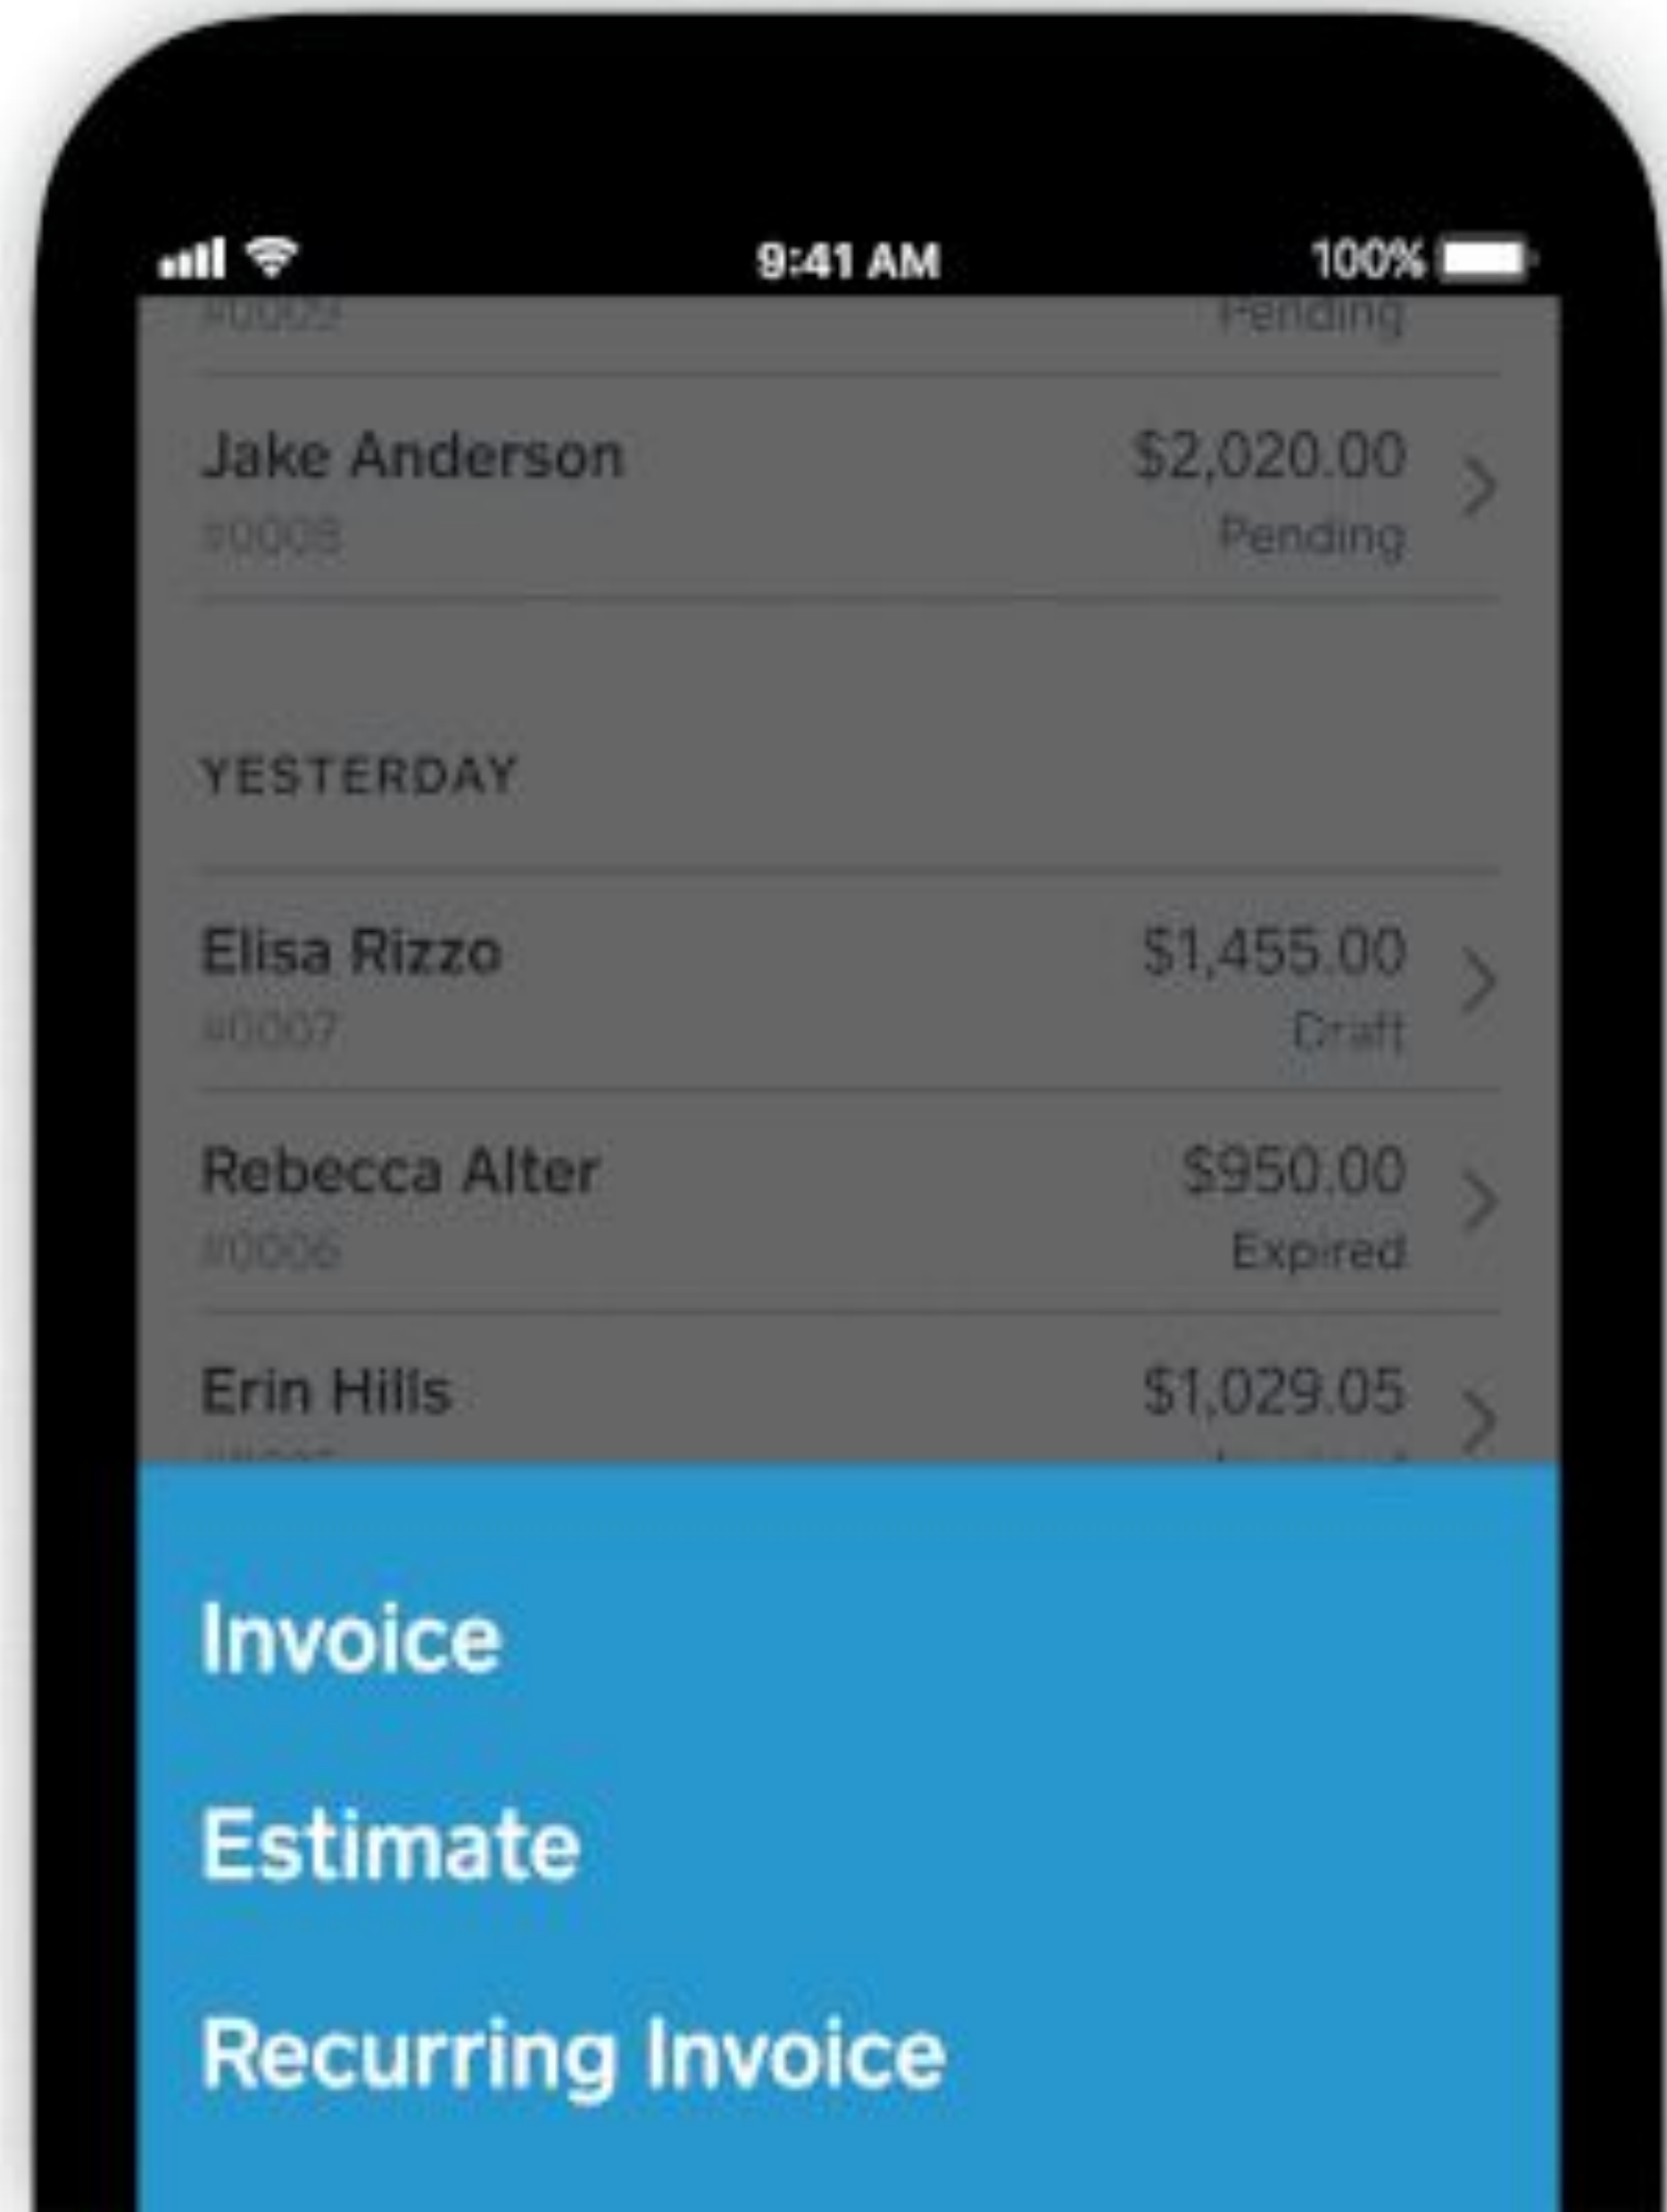 9:41 AM 100%
#0009 Pending
Jake Anderson $2,020.00
#0008 Pending
YESTERDAY
Elisa Rizzo $1,455.00
#0007 Draft
Rebecca Alter $950.00
#0006 Expired
Erin Hills $1,029.05
Invoice
Estimate
Recurring Invoice